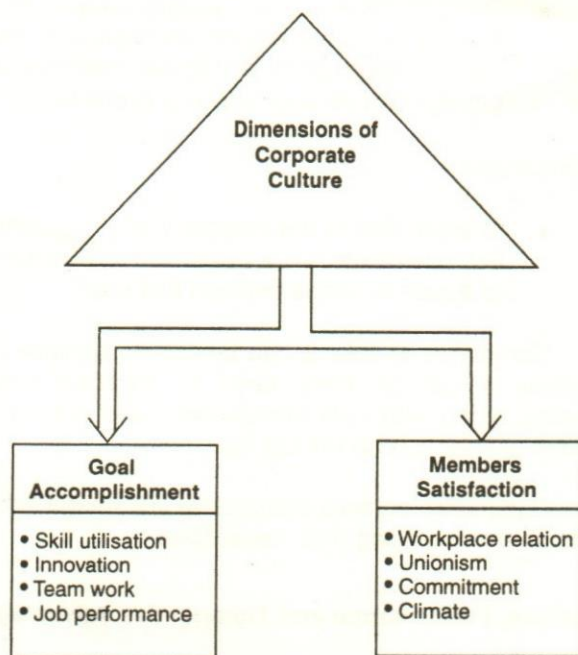 Dimensions of
Corporate
Culture
Goal
Accomplishment
• Skill utilisation
• Innovation
• Team work
• Job performance
Members
Satisfaction
• Workplace relation
• Unionism
• Commitment
• Climate